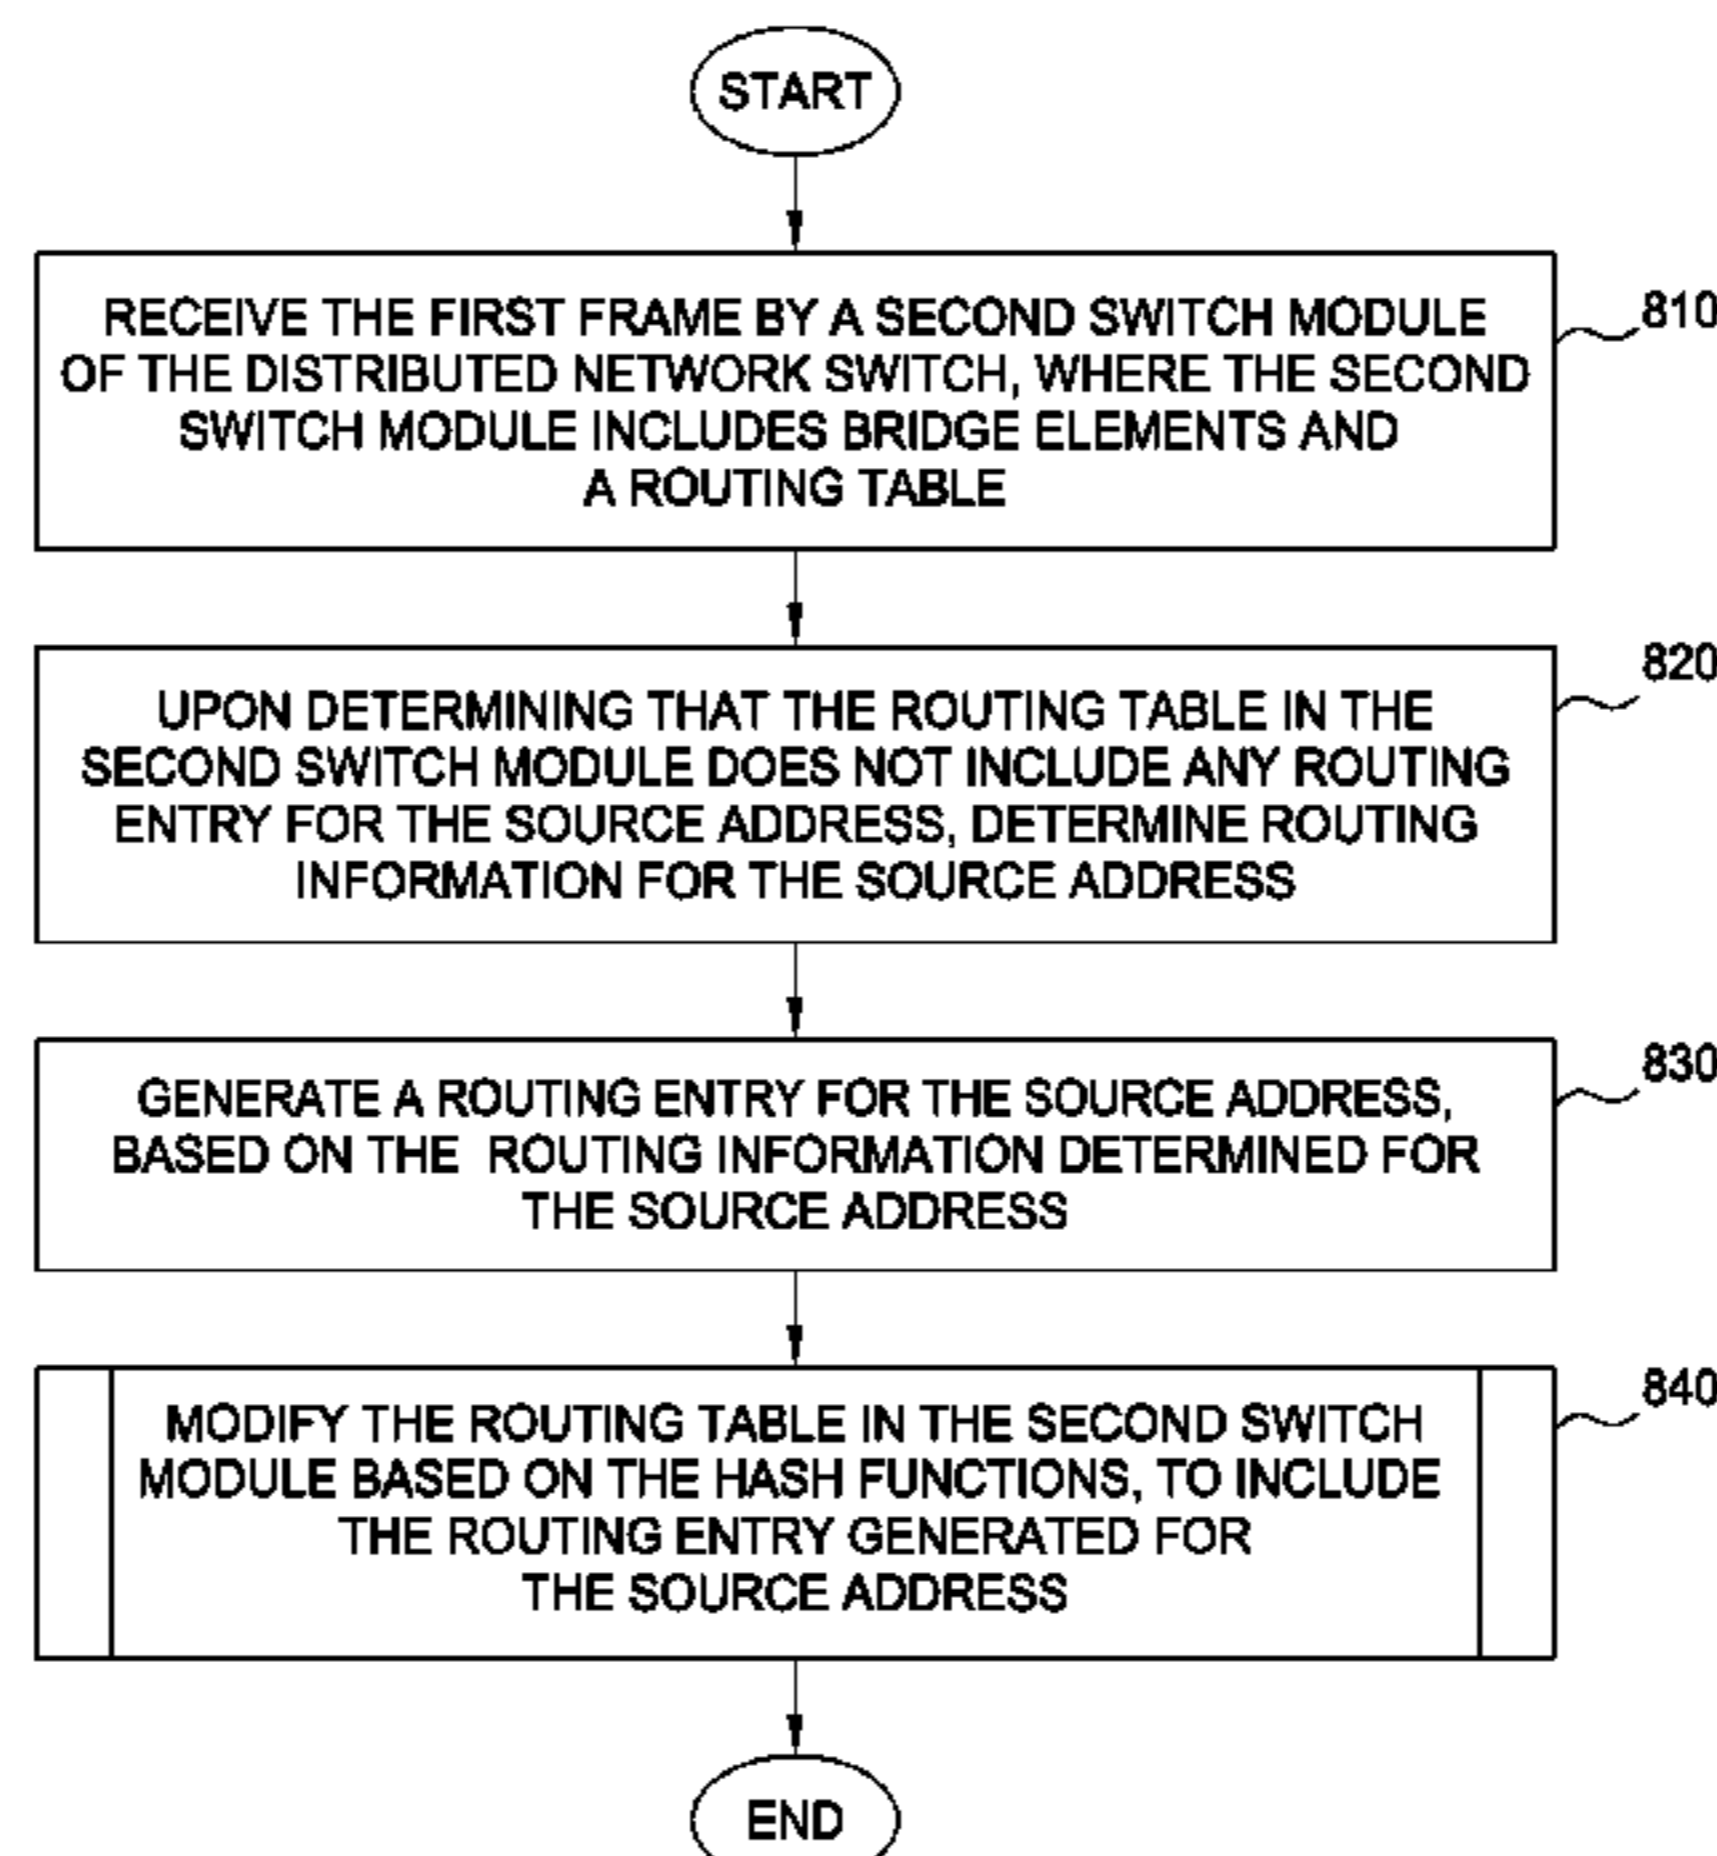 START
RECEIVE THE FIRST FRAME BY A SECOND SWITCH MODULE
OF THE DISTRIBUTED NETWORK SWITCH, WHERE THE SECOND
SWITCH MODULE INCLUDES BRIDGE ELEMENTS AND
A ROUTING TABLE
810
UPON DETERMINING THAT THE ROUTING TABLE IN THE
SECOND SWITCH MODULE DOES NOT INCLUDE ANY ROUTING
ENTRY FOR THE SOURCE ADDRESS, DETERMINE ROUTING
INFORMATION FOR THE SOURCE ADDRESS
820
GENERATE A ROUTING ENTRY FOR THE SOURCE ADDRESS,
BASED ON THE ROUTING INFORMATION DETERMINED FOR
THE SOURCE ADDRESS
830
MODIFY THE ROUTING TABLE IN THE SECOND SWITCH
MODULE BASED ON THE HASH FUNCTIONS, TO INCLUDE
THE ROUTING ENTRY GENERATED FOR
THE SOURCE ADDRESS
840
END